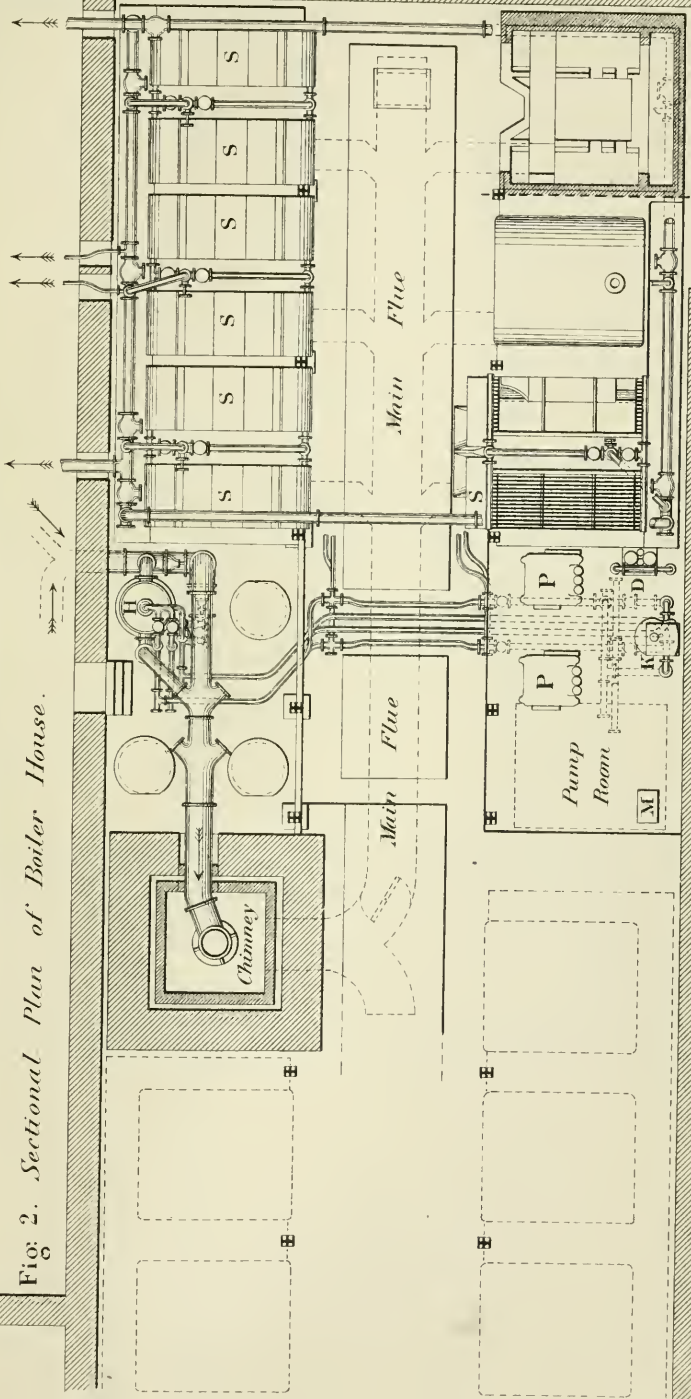 Fig. 2. Sectional Plan of Boiler House.
S
S
S
S
S
S
H
Main Flue
Main Flue
Chimney
S
P
P
D
K
Pump
Room
M